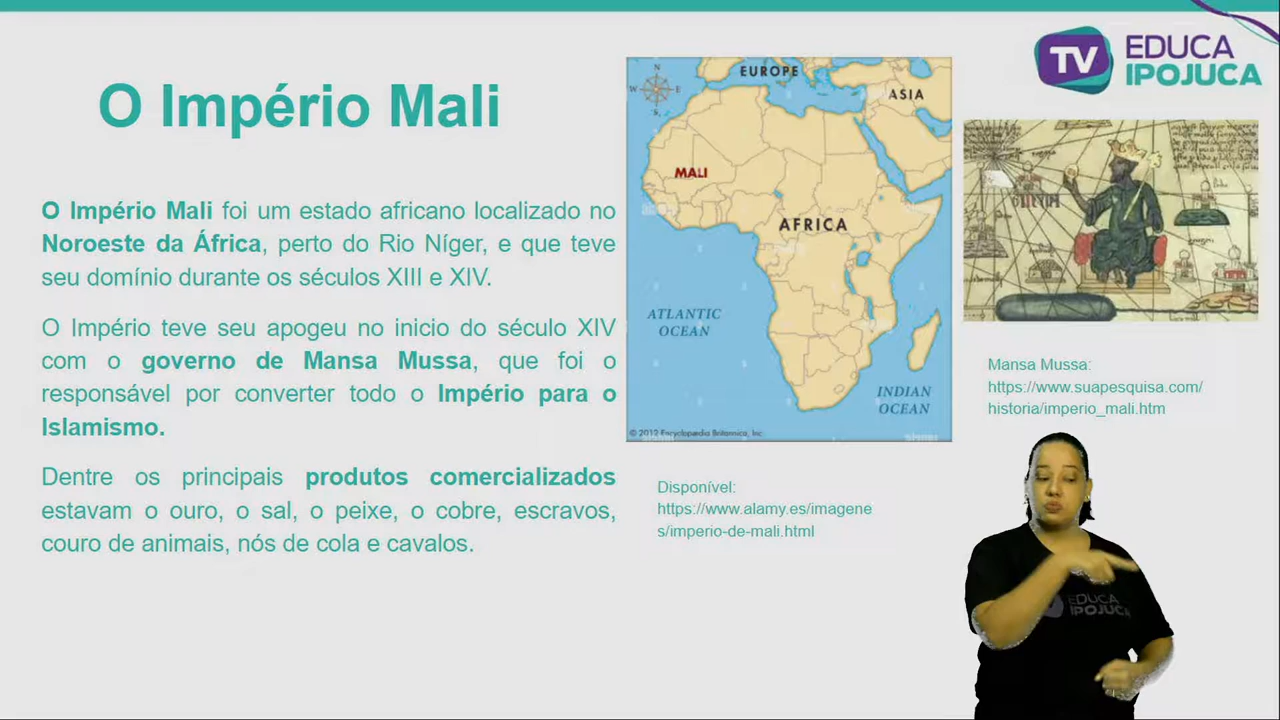 O Império Mali
O Império Mali foi um estado africano localizado no
Noroeste da África, perto do Rio Níger, e que teve
seu domínio durante os séculos XIII e XIV.
O Império teve seu apogeu no inicio do século XIV
com o governo de Mansa Mussa, que foi o
responsável por converter todo o Império para o
Islamismo.
Dentre os principais produtos comercializados
estavam o ouro, o sal, o peixe, o cobre, escravos,
couro de animais, nós de cola e cavalos.
N
W E
S
EUROPE
ASIA
MALI
AFRICA
ATLANTIC
OCEAN
INDIAN
OCEAN
© 2012 Encyclopædia Britannica, Inc.
Disponível:
https://www.alamy.es/imagene
s/imperio-de-mali.html
TV EDUCA
IPOJUCA
Mansa Mussa:
https://www.suapesquisa.com/
historia/imperio_mali.htm
EDUCA
IPOJUCA